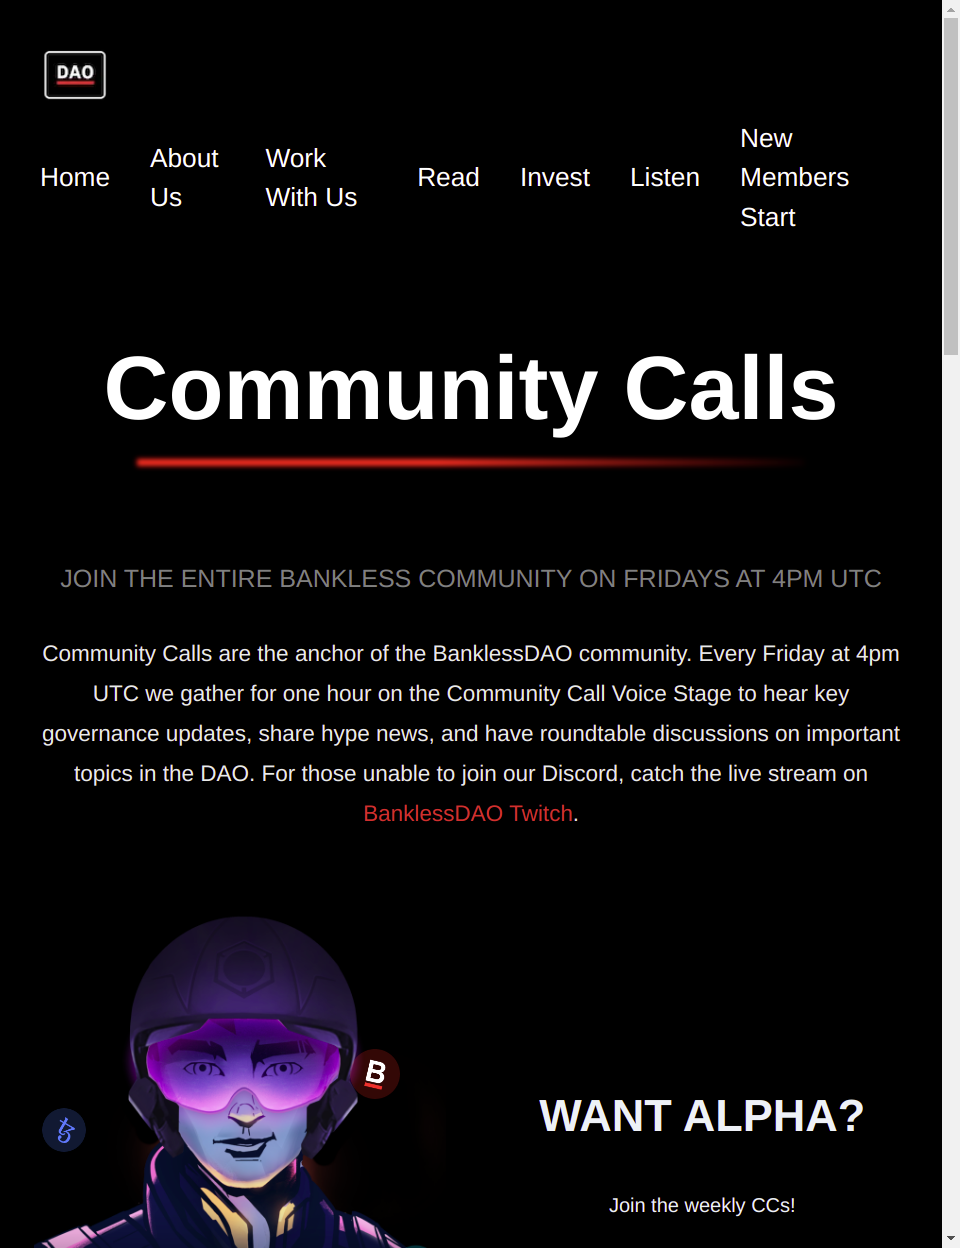 DAO
Home
About
Us
Work
With Us
Read
Invest
Listen
New
Members
Start
Community Calls
JOIN THE ENTIRE BANKLESS COMMUNITY ON FRIDAYS AT 4PM UTC
Community Calls are the anchor of the BanklessDAO community. Every Friday at 4pm
UTC we gather for one hour on the Community Call Voice Stage to hear key
governance updates, share hype news, and have roundtable discussions on important
topics in the DAO. For those unable to join our Discord, catch the live stream on
BanklessDAO Twitch.
B
WANT ALPHA?
Join the weekly CCs!